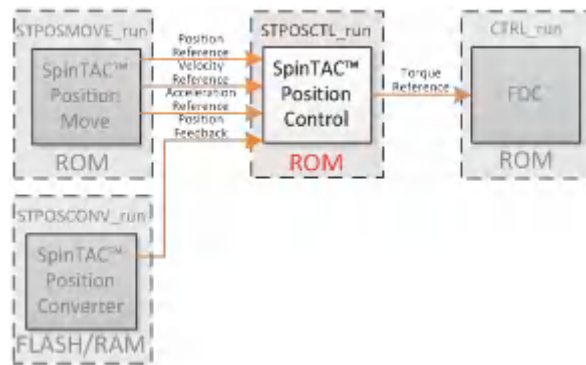 STPOSMOVE_run
SpinTAC™
Position
Move
ROM
Position
Reference
Velocity
Reference
Acceleration
Reference
Position
Feedback
STPOSCTL_run
SpinTAC™
Position
Control
ROM
Torque
Reference
CTRL_run
FOC
ROM
STPOSCONV_run
SpinTAC™
Position
Converter
FLASH/RAM